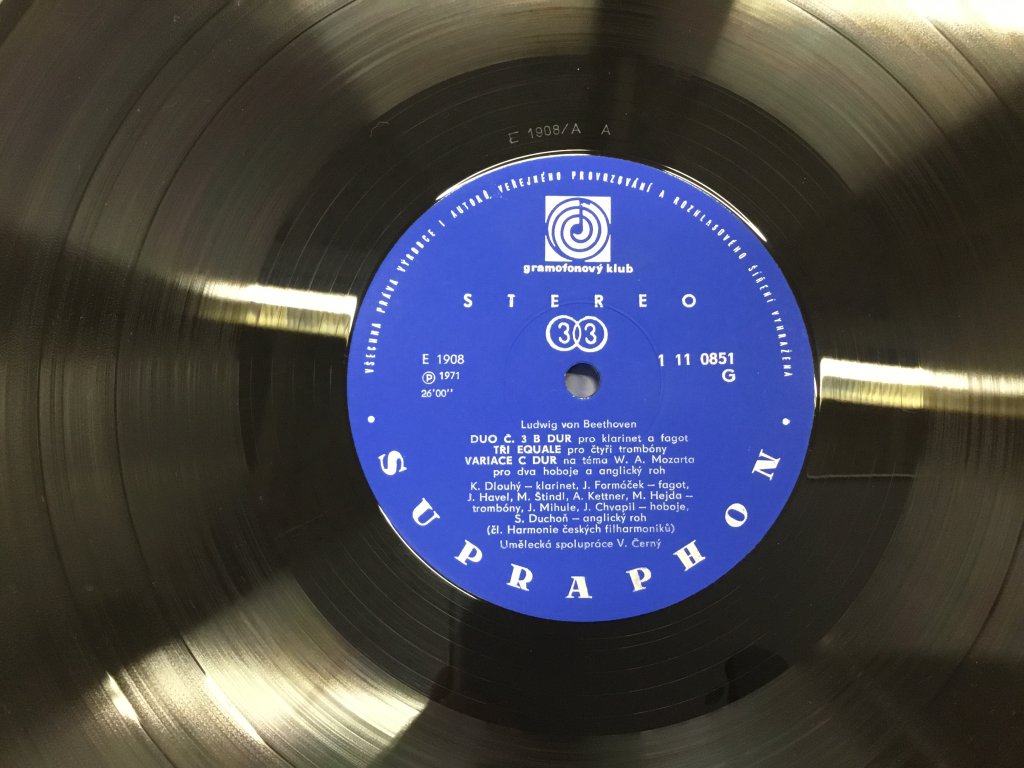 E 1908/A A
VŠECHNA PRÁVA VÝROBCE I AUTORŮ, VEŘEJNÉHO PROVOZOVÁNÍ A ROZHLASOVÉHO ŠÍŘENÍ VYHRAŽENA
gramofonový klub
STEREO
33
E 1908
1 11 0851
℗ 1971
G
26'00''
Ludwig van Beethoven
DUO Č. 3 B DUR pro klarinet a fagot
TŘI EQUALE pro čtyři trombóny
VARIACE C DUR na téma W. A. Mozarta
pro dva hoboje a anglický roh
K. Dlouhý – klarinet, J. Formáček – fagot,
J. Havel, M. Štindl, A. Kettner, M. Hejda –
trombóny, J. Mihule, J. Chvapil – hoboje,
S. Duchoň – anglický roh
(čl. Harmonie českých filharmoniků)
Umělecká spolupráce V. Černý
SUPRAPHON